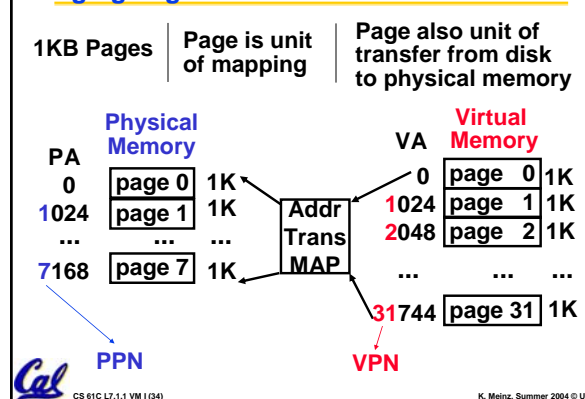 1KB Pages
Page is unit
of mapping
Page also unit of
transfer from disk
to physical memory
Physical
Memory
Virtual
Memory
PA
VA
0 page 0 1K
1024 page 1 1K
... ... ...
7168 page 7 1K
Addr
Trans
MAP
0 page 0 1K
1024 page 1 1K
2048 page 2 1K
... ... ...
31744 page 31 1K
PPN
VPN
Cal
CS 61C L7.1.1 VM I (34)
K. Meinz, Summer 2004 © U